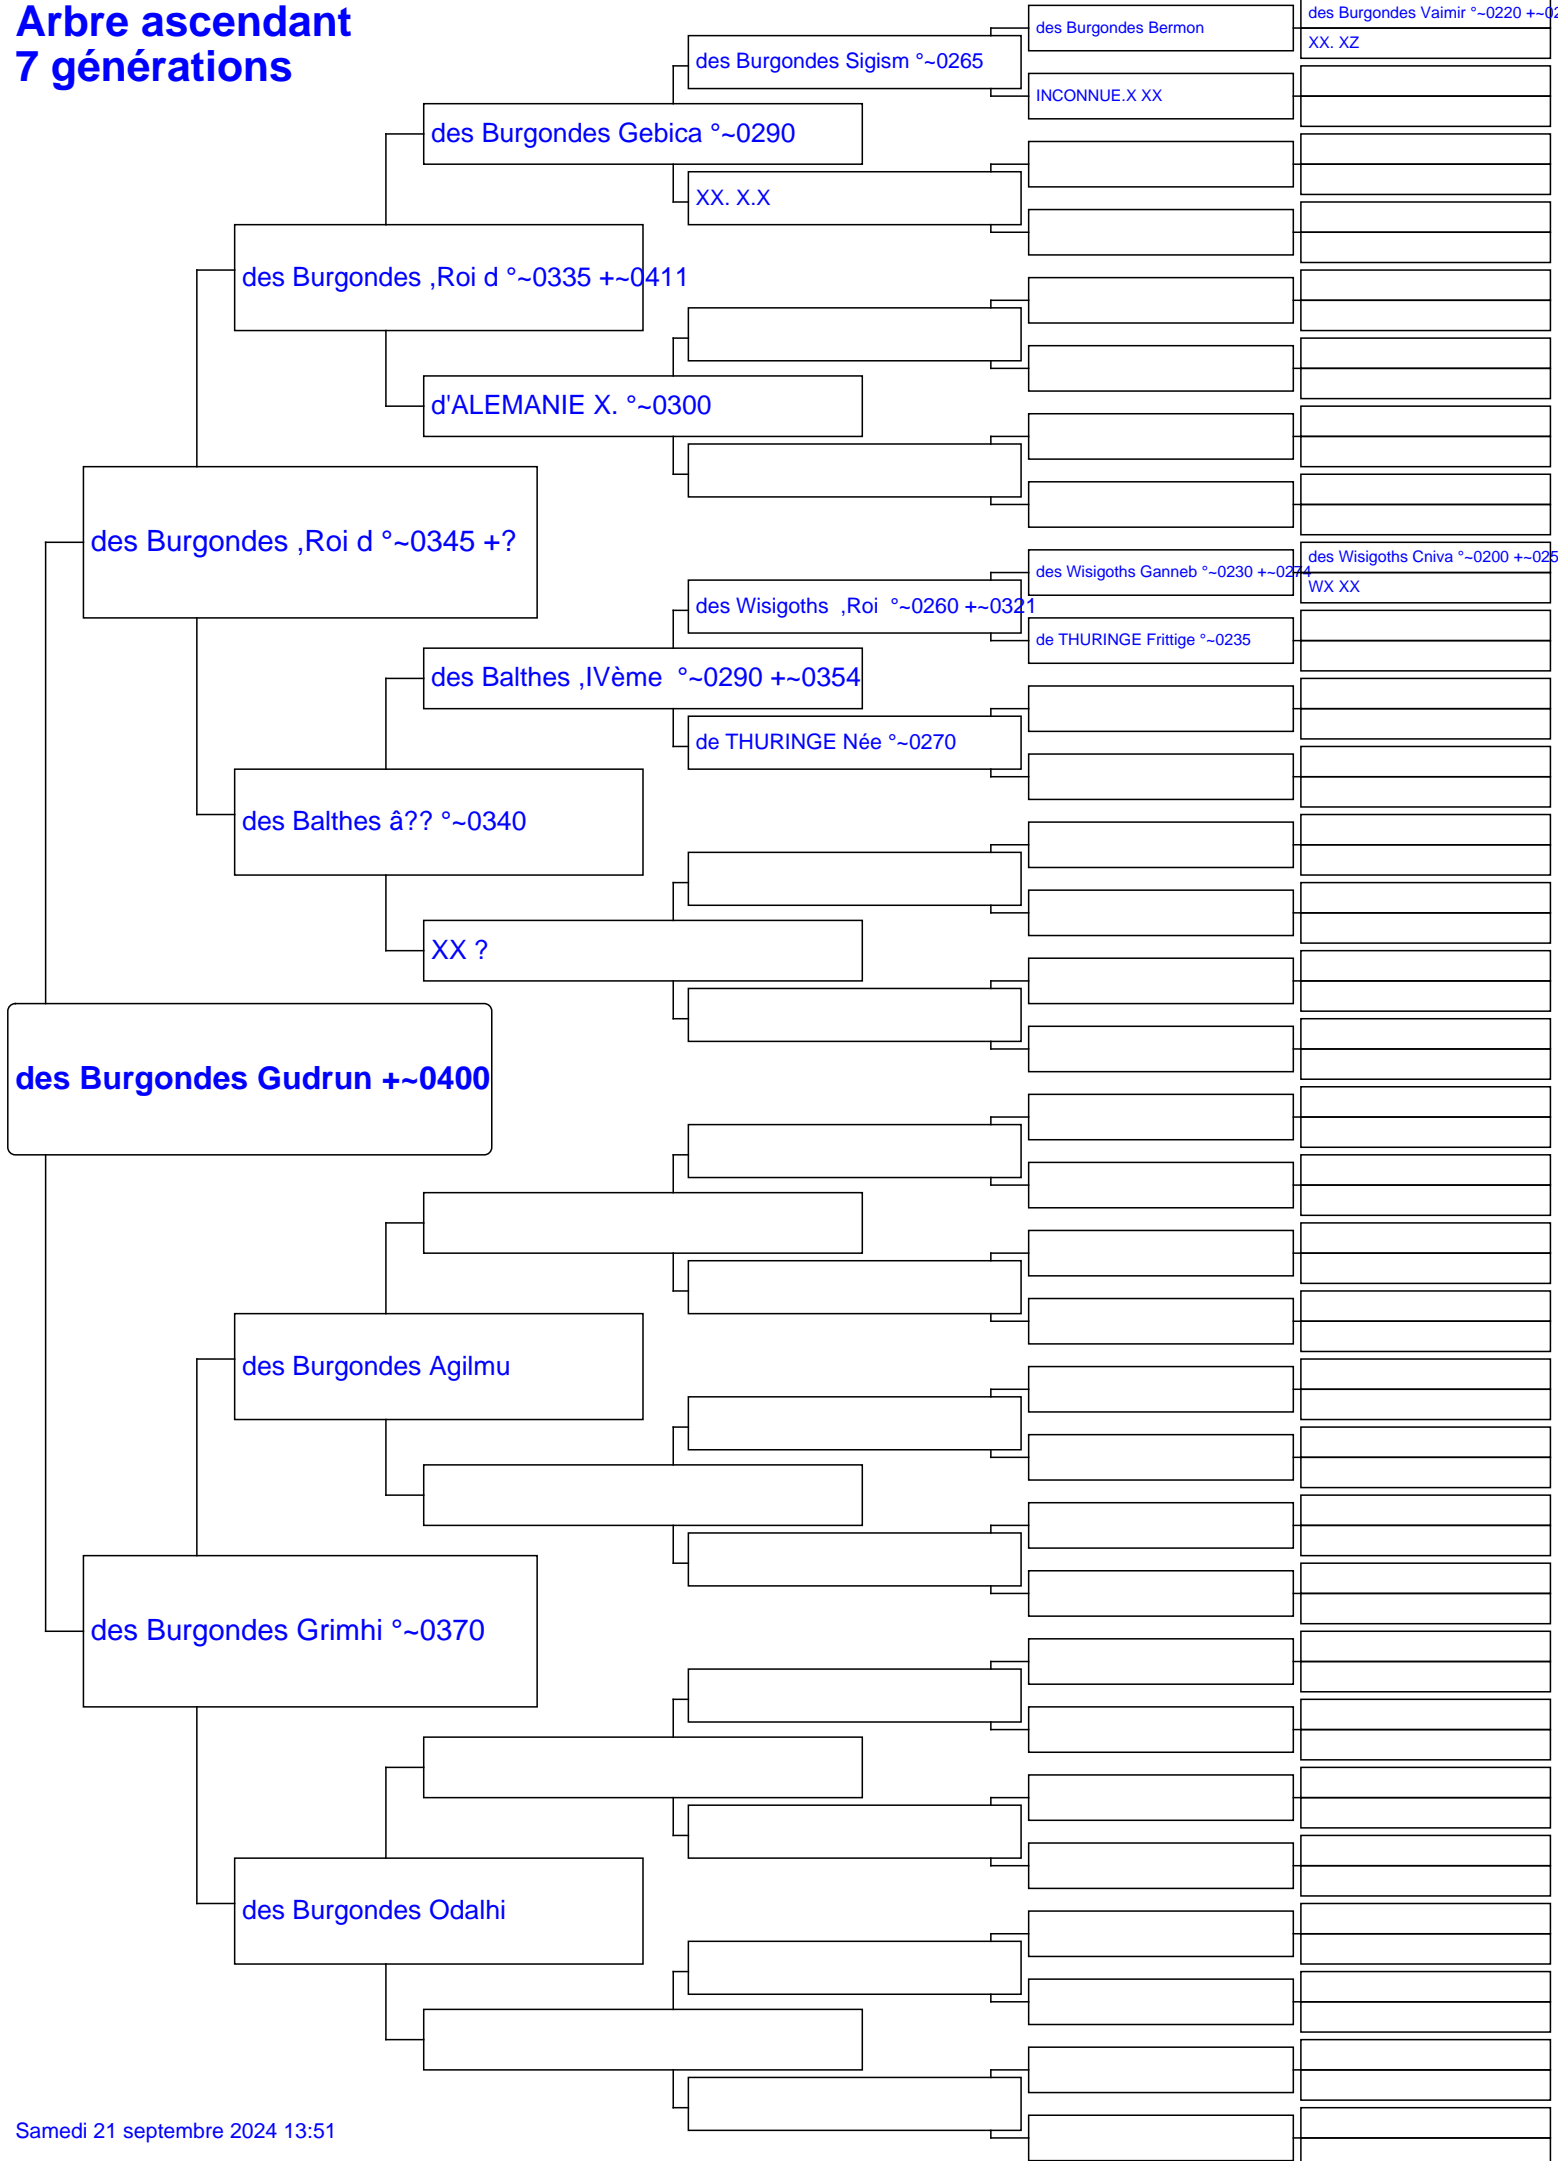 Arbre ascendant
7 générations
des Burgondes Vaimir °~0220 +~02
des Burgondes Bermon
XX. XZ
des Burgondes Sigism °~0265
INCONNUE.X XX
des Burgondes Gebica °~0290
XX. X.X
des Burgondes ,Roi d °~0335 +~0411
d'ALEMANIE X. °~0300
des Burgondes ,Roi d °~0345 +?
des Wisigoths Cniva °~0200 +~025
des Wisigoths Ganneb °~0230 +~0274
WX XX
des Wisigoths  ,Roi  °~0260 +~0321
de THURINGE Frittige °~0235
des Balthes ,IVème  °~0290 +~0354
de THURINGE Née °~0270
des Balthes â?? °~0340
XX ?
des Burgondes Gudrun +~0400
des Burgondes Agilmu
des Burgondes Grimhi °~0370
des Burgondes Odalhi
Samedi 21 septembre 2024 13:51